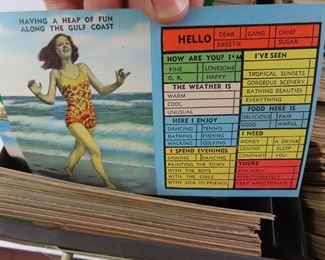 HAVING A HEAP OF FUN
ALONG THE GULF COAST
HELLO
DEAR GANG CHIEF
SWEETIE SUGAR
HOW ARE YOU? I'M
FINE LONESOME
O. K. HAPPY
THE WEATHER IS
WARM
COOL
UNUSUAL
HERE I ENJOY
DANCING TENNIS
BATHING FISHING
WALKING GOLFING
I SPEND EVENINGS
SIGHING DANCING
PAINTING THE TOWN
WITH THE BOYS
WITH THE GIRLS
WITH SICK FRIENDS
I'VE SEEN
TROPICAL SUNSETS
GORGEOUS SCENERY
BATHING BEAUTIES
EVERYTHING
FOOD HERE IS
DELICIOUS FAIR
GOOD AWFUL
I NEED
MONEY A DRINK
LOVING SLEEP
COMPANY YOU
YOURS
SINCERELY
AFFECTIONATELY
VERY AFFECTIONATELY